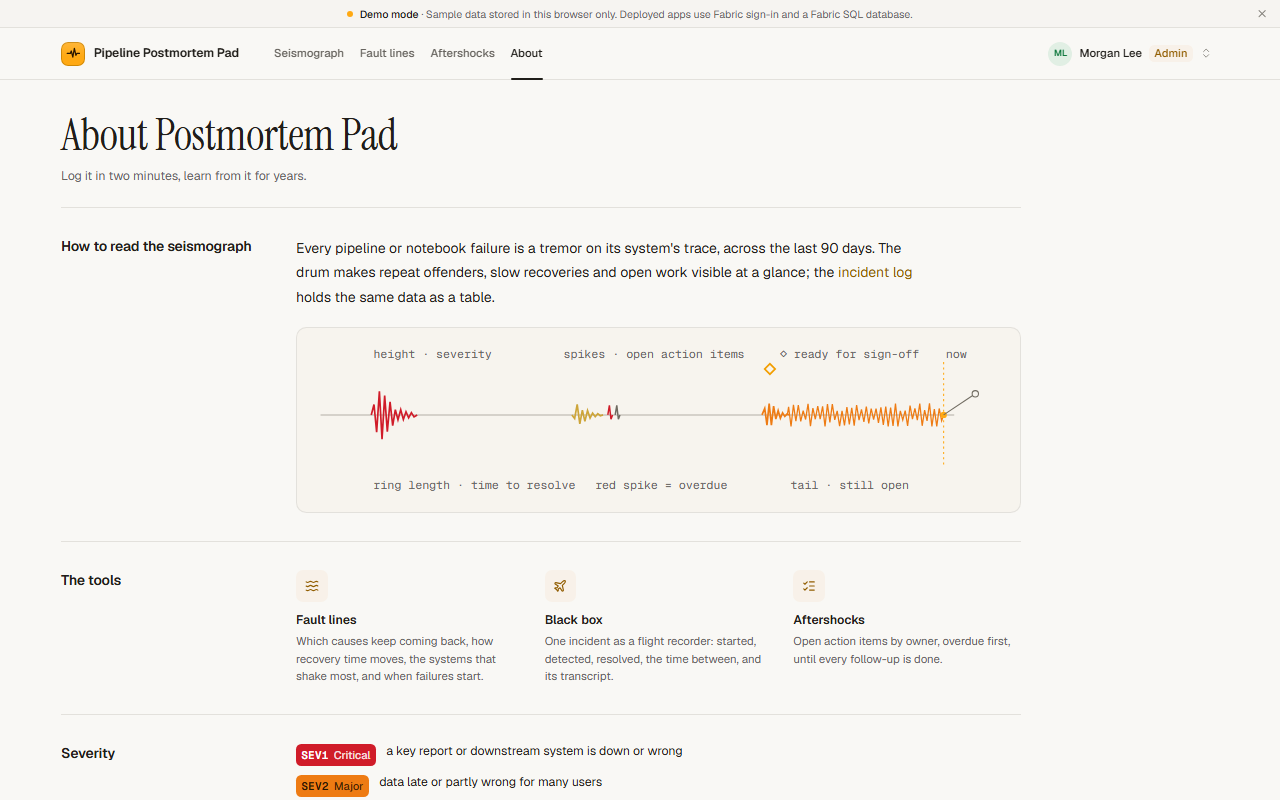 Demo mode · Sample data stored in this browser only. Deployed apps use Fabric sign-in and a Fabric SQL database.
Pipeline Postmortem Pad
Seismograph
Fault lines
Aftershocks
About
ML
Morgan Lee
Admin
About Postmortem Pad
Log it in two minutes, learn from it for years.
How to read the seismograph
Every pipeline or notebook failure is a tremor on its system's trace, across the last 90 days. The
drum makes repeat offenders, slow recoveries and open work visible at a glance; the incident log
holds the same data as a table.
height · severity
spikes · open action items
◇ ready for sign-off
now
ring length · time to resolve
red spike = overdue
tail · still open
The tools
Fault lines
Which causes keep coming back, how
recovery time moves, the systems that
shake most, and when failures start.
Black box
One incident as a flight recorder: started,
detected, resolved, the time between, and
its transcript.
Aftershocks
Open action items by owner, overdue first,
until every follow-up is done.
Severity
SEV1 Critical
a key report or downstream system is down or wrong
SEV2 Major
data late or partly wrong for many users